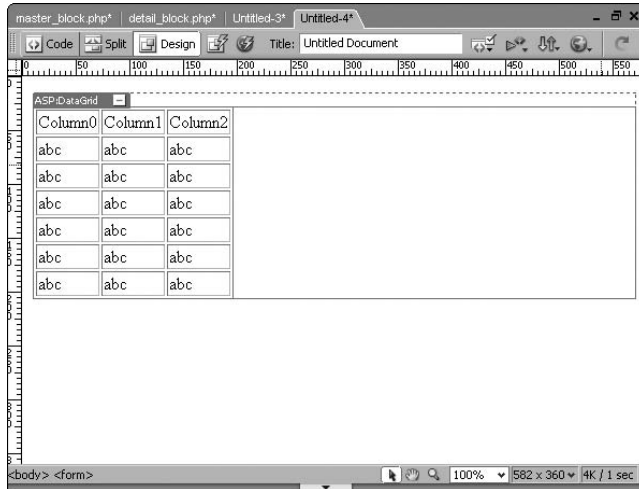 master_block.php* detail_block.php* Untitled-3* Untitled-4*
Code Split Design Title: Untitled Document
0 50 100 150 200 250 300 350 400 450 500 550
ASP:DataGrid
Column0 Column1 Column2
abc abc abc
abc abc abc
abc abc abc
abc abc abc
abc abc abc
abc abc abc
<body> <form> 100% 582 x 360 4K / 1 sec